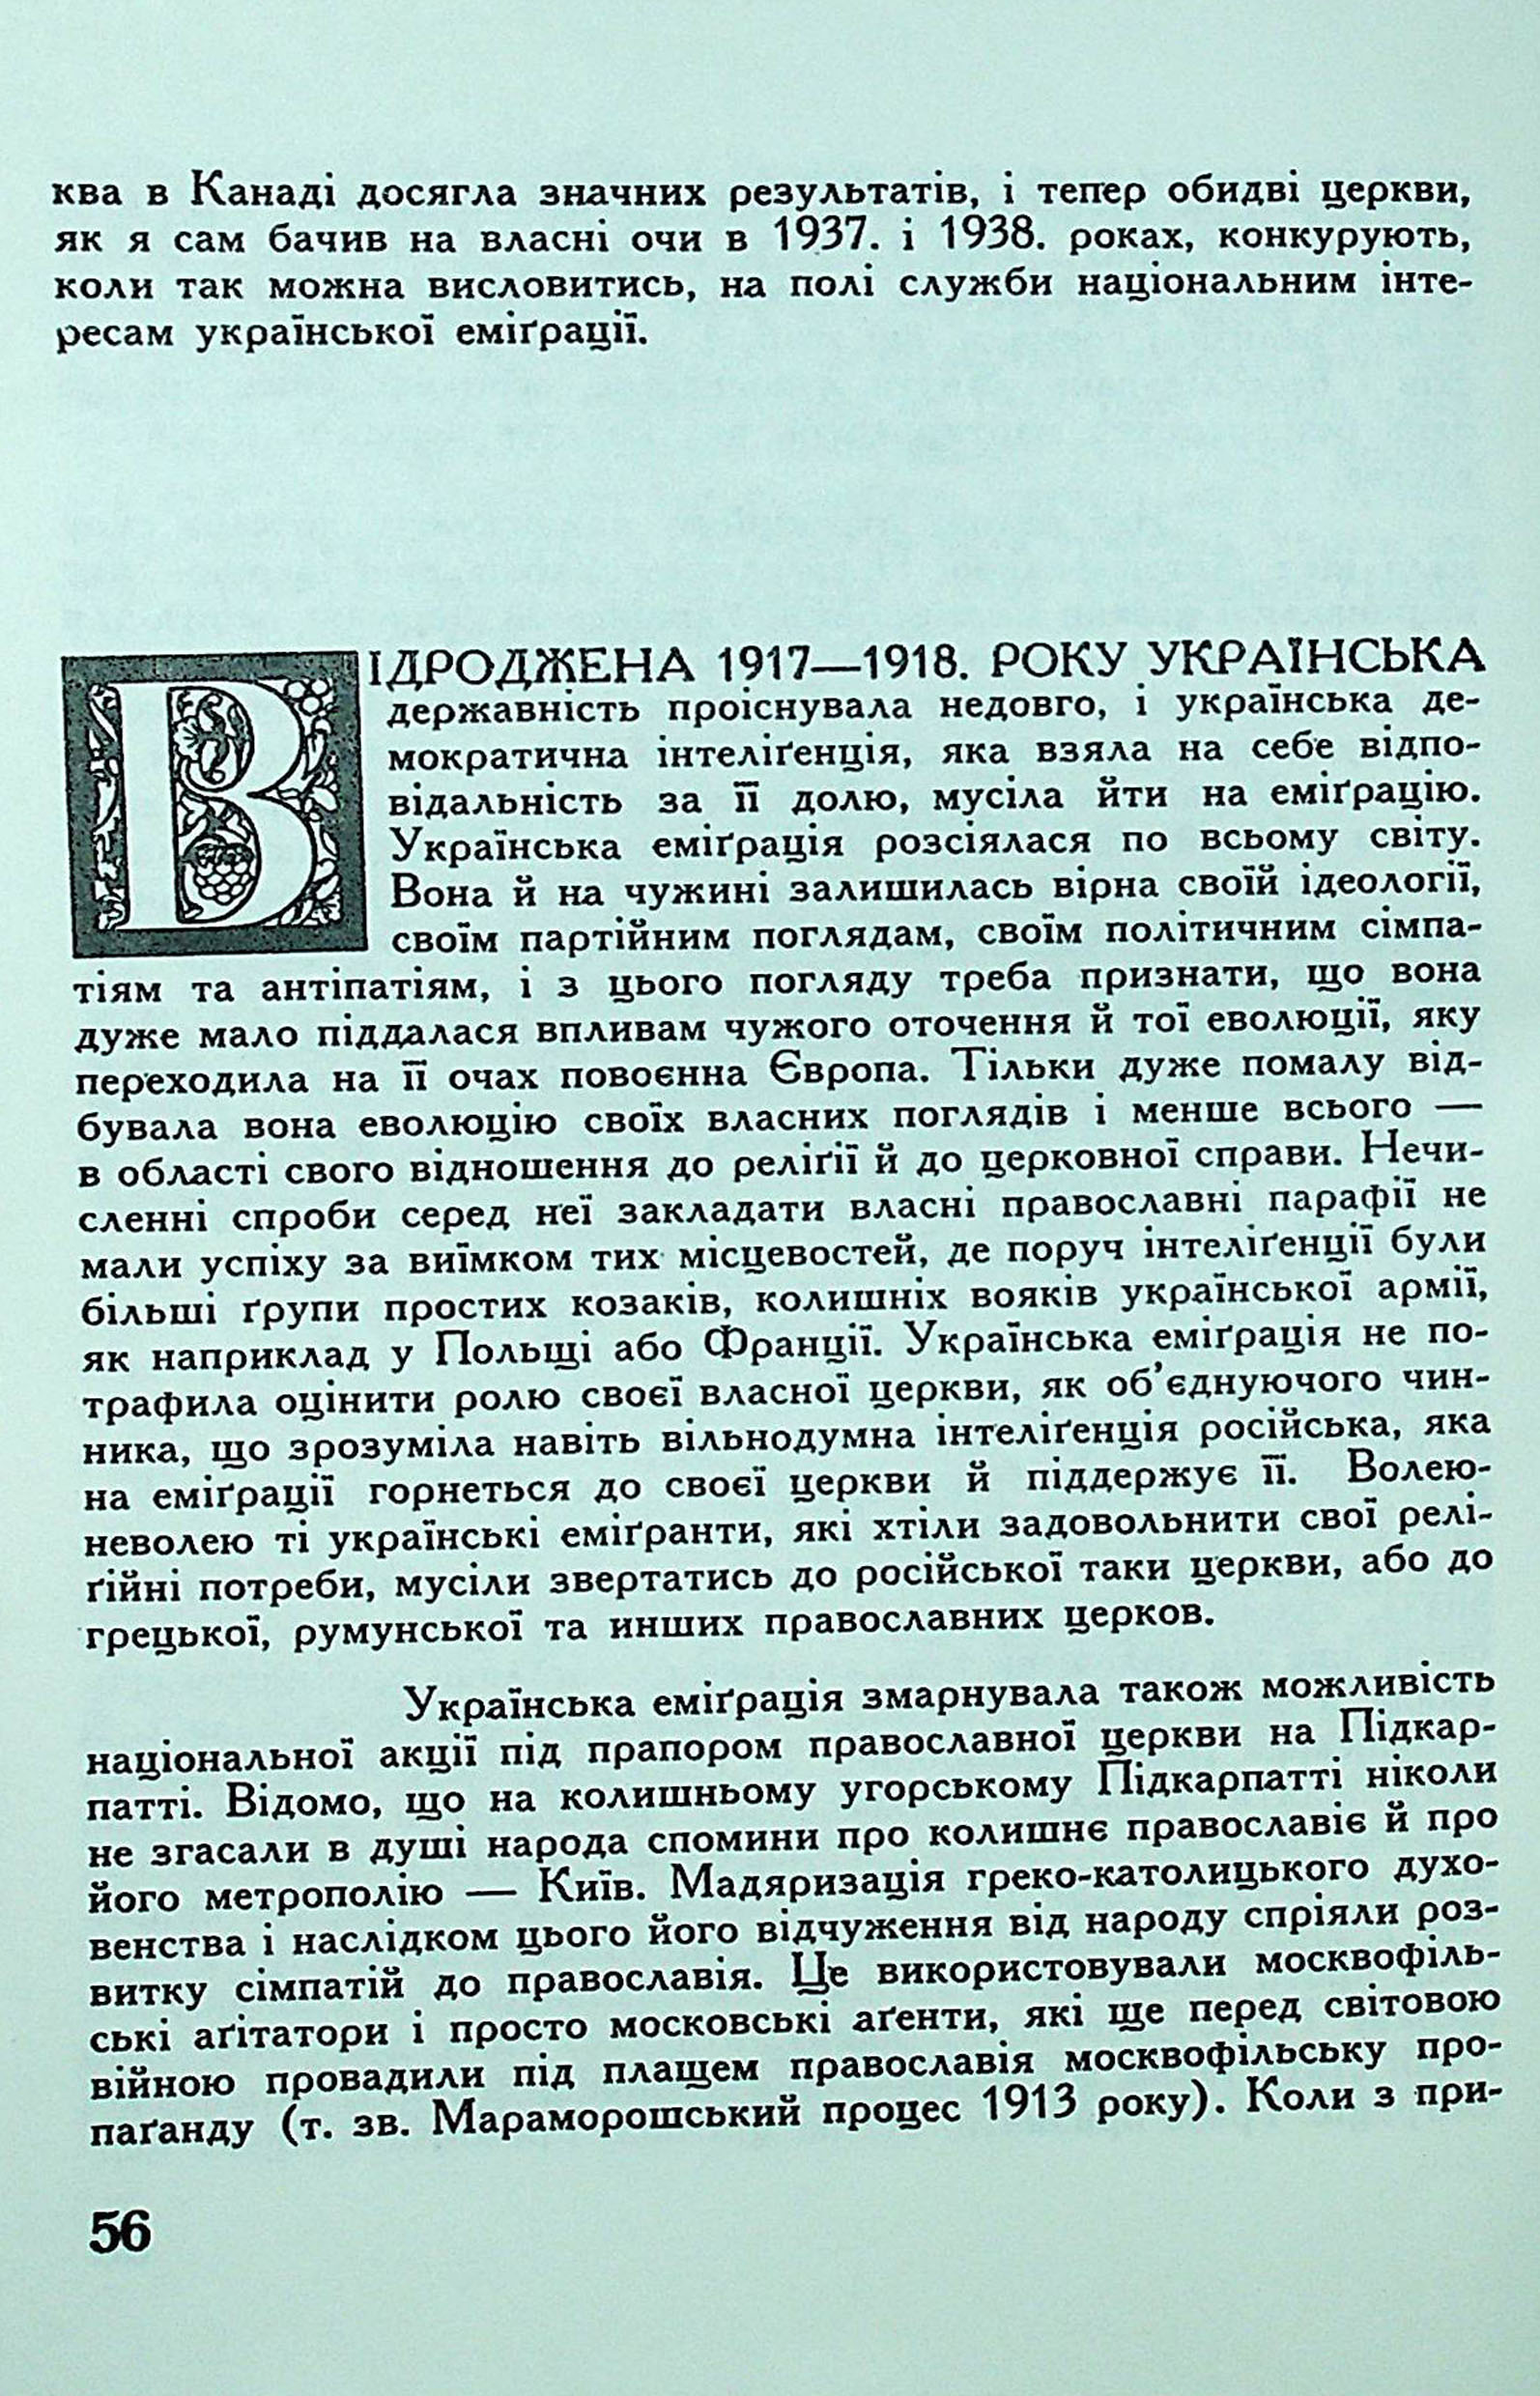 ква в Канаді досягла значних результатів, і тепер обидві церкви,
як я сам бачив на власні очи в 1937. і 1938. роках, конкурують,
коли так можна висловитись, на полі служби національним інте-
ресам української еміґрації.
ВІДРОДЖЕНА 1917—1918. РОКУ УКРАЇНСЬКА
державність проіснувала недовго, і українська де-
мократична інтеліґенція, яка взяла на себе відпо-
відальність за її долю, мусіла йти на еміґрацію.
Українська еміґрація розсіялася по всьому світу.
Вона й на чужині залишилась вірна своїй ідеології,
своїм партійним поглядам, своїм політичним сімпа-
тіям та антіпатіям, і з цього погляду треба признати, що вона
дуже мало піддалася впливам чужого оточення й тої еволюції, яку
переходила на її очах повоєнна Європа. Тільки дуже помалу від-
бувала вона еволюцію своїх власних поглядів і менше всього —
в області свого відношення до реліґії й до церковної справи. Нечи-
сленні спроби серед неї закладати власні православні парафії не
мали успіху за виїмком тих місцевостей, де поруч інтеліґенції були
більші ґрупи простих козаків, колишніх вояків української армії,
як наприклад у Польщі або Франції. Українська еміґрація не по-
трафила оцінити ролю своєї власної церкви, як об’єднуючого чин-
ника, що зрозуміла навіть вільнодумна інтеліґенція російська, яка
на еміґрації горнеться до своєї церкви й піддержує її. Волею-
неволею ті українські еміґранти, які хтіли задовольнити свої релі-
ґійні потреби, мусіли звертатись до російської таки церкви, або до
грецької, румунської та инших православних церков.
Українська еміґрація змарнувала також можливість
національної акції під прапором православної церкви на Підкар-
патті. Відомо, що на колишньому угорському Підкарпатті ніколи
не згасали в душі народа спомини про колишнє православіє й про
його метрополію — Київ. Мадяризація греко-католицького духо-
венства і наслідком цього його відчуження від народу спріяли роз-
витку сімпатій до православія. Це використовували москвофіль-
ські аґітатори і просто московські аґенти, які ще перед світовою
війною провадили під плащем православія москвофільську про-
паґанду (т. зв. Мараморошський процес 1913 року). Коли з при-
56